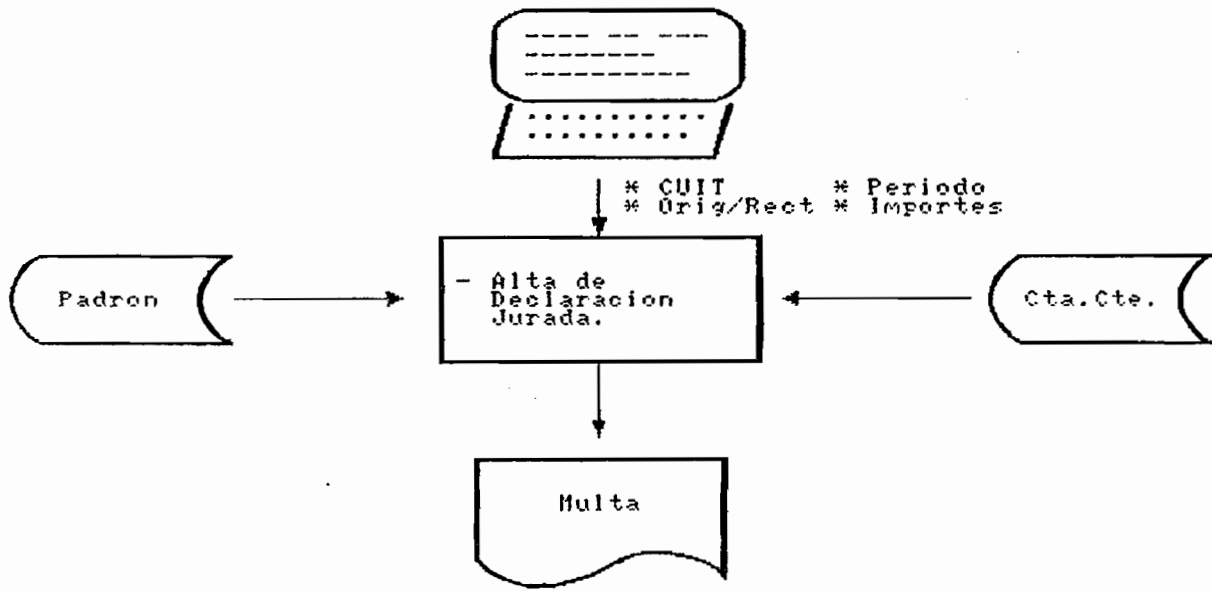 * CUIT * Periodo
* Orig/Rect * Importes
- Alta de
Declaracion
Jurada.
Padron
Cta.Cte.
Multa